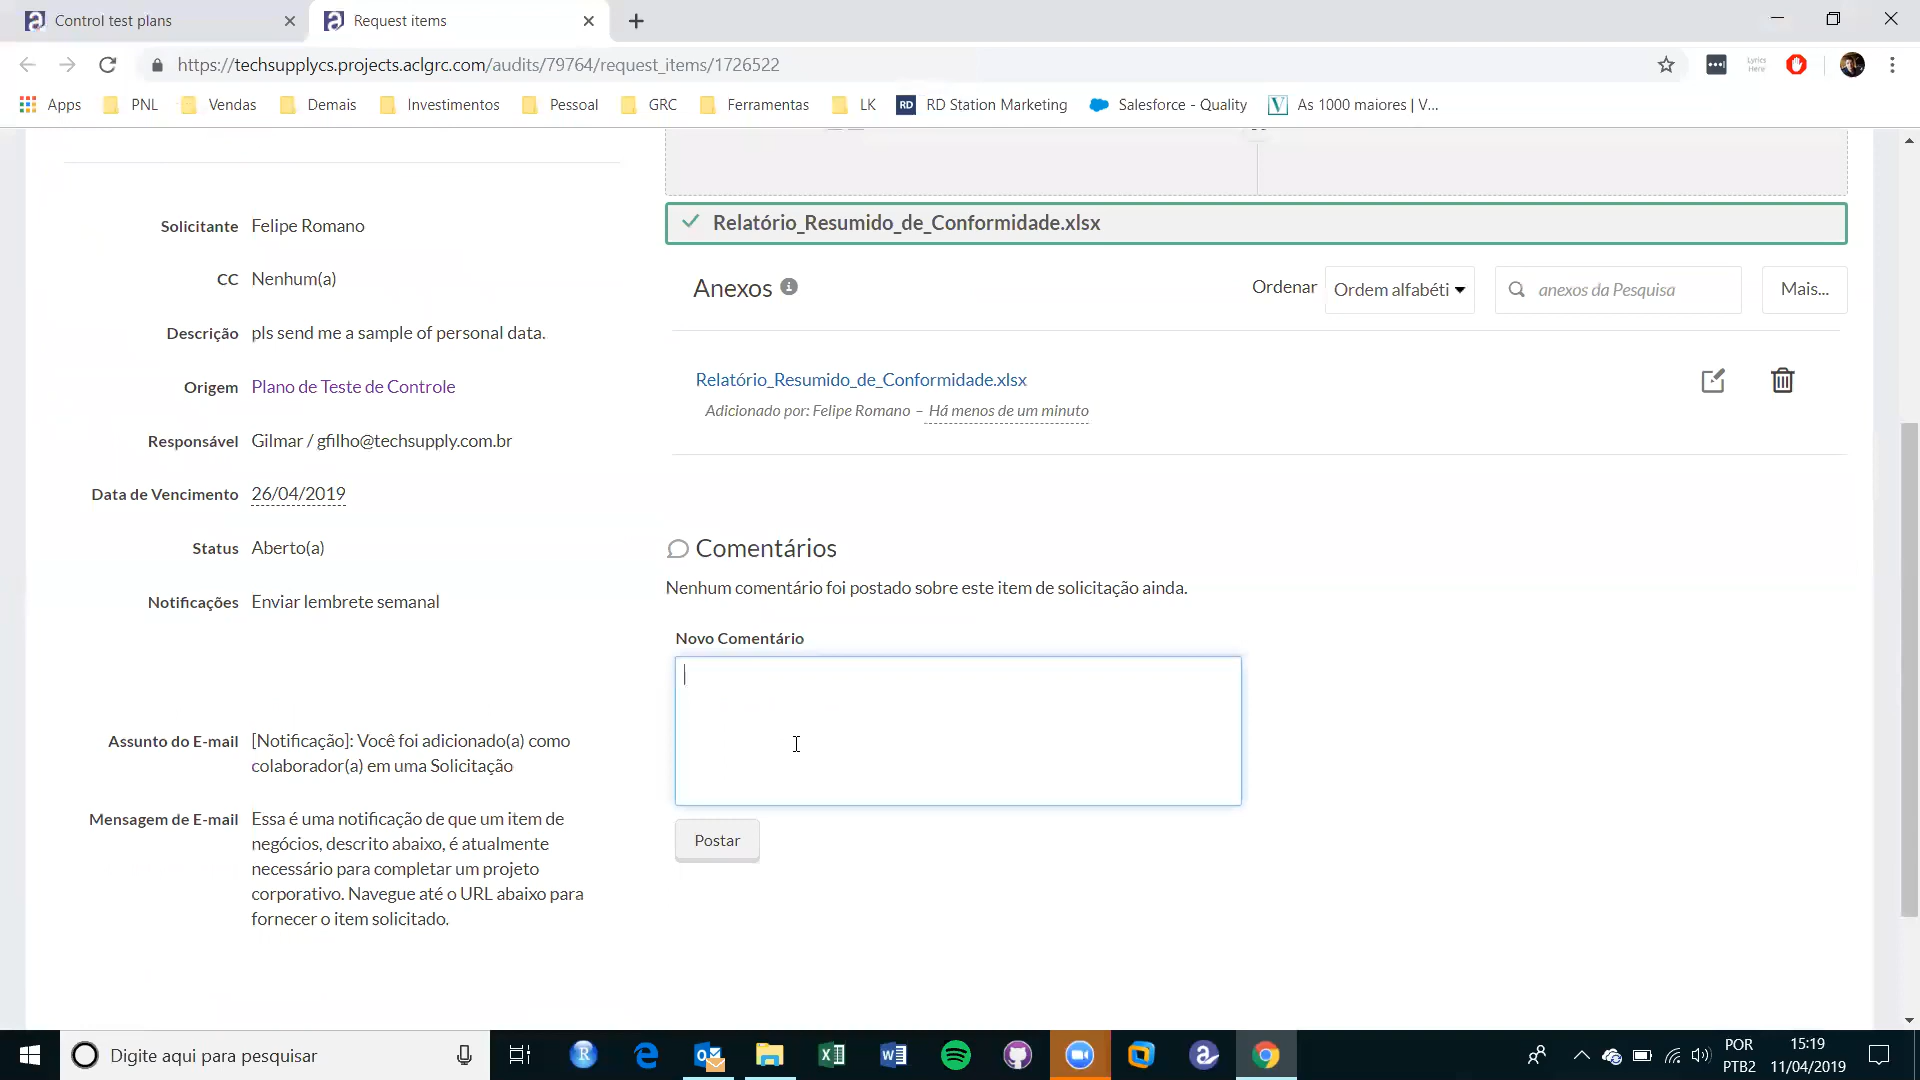 Control test plans
Request items
https://techsupplycs.projects.aclgrc.com/audits/79764/request_items/1726522
Lyrics
Here
Apps
PNL
Vendas
Demais
Investimentos
Pessoal
GRC
Ferramentas
LK
RD
RD Station Marketing
Salesforce - Quality
V
As 1000 maiores | V...
Relatório_Resumido_de_Conformidade.xlsx
Solicitante Felipe Romano
CC Nenhum(a)
Descrição pls send me a sample of personal data.
Origem Plano de Teste de Controle
Responsável Gilmar / gfilho@techsupply.com.br
Data de Vencimento 26/04/2019
Status Aberto(a)
Notificações Enviar lembrete semanal
Assunto do E-mail [Notificação]: Você foi adicionado(a) como
colaborador(a) em uma Solicitação
Mensagem de E-mail Essa é uma notificação de que um item de
negócios, descrito abaixo, é atualmente
necessário para completar um projeto
corporativo. Navegue até o URL abaixo para
fornecer o item solicitado.
Anexos
Ordenar
Ordem alfabéti
anexos da Pesquisa
Mais...
Relatório_Resumido_de_Conformidade.xlsx
Adicionado por: Felipe Romano – Há menos de um minuto
Comentários
Nenhum comentário foi postado sobre este item de solicitação ainda.
Novo Comentário
Postar
Digite aqui para pesquisar
POR
PTB2
15:19
11/04/2019